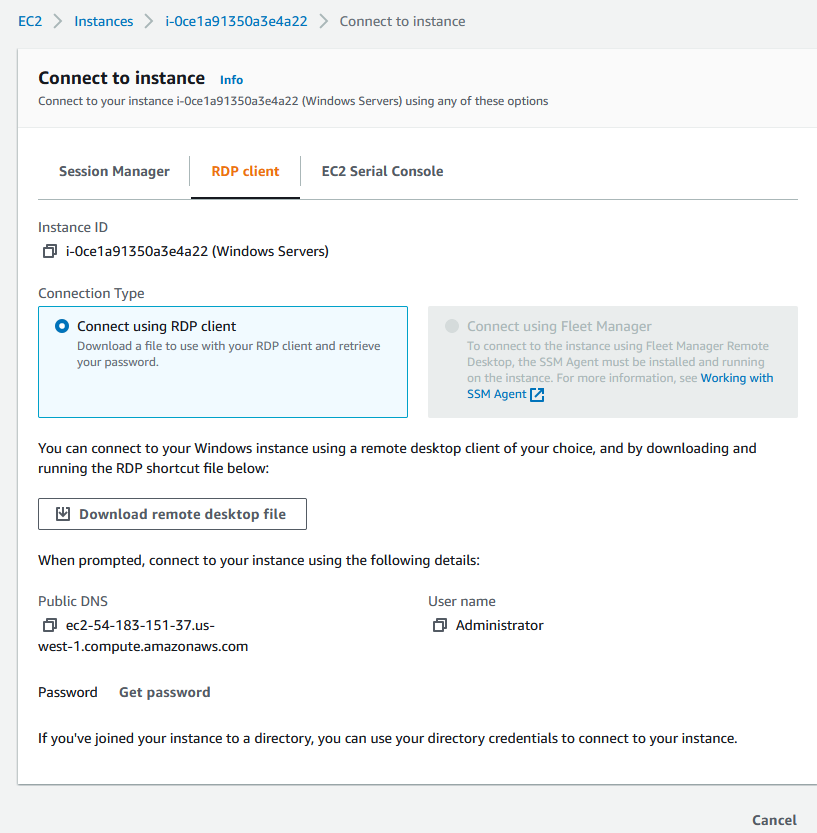 EC2 > Instances > i-0ce1a91350a3e4a22 > Connect to instance
Connect to instance Info
Connect to your instance i-0ce1a91350a3e4a22 (Windows Servers) using any of these options
Session Manager RDP client EC2 Serial Console
Instance ID
i-0ce1a91350a3e4a22 (Windows Servers)
Connection Type
Connect using RDP client
Download a file to use with your RDP client and retrieve
your password.
Connect using Fleet Manager
To connect to the instance using Fleet Manager Remote
Desktop, the SSM Agent must be installed and running
on the instance. For more information, see Working with
SSM Agent
You can connect to your Windows instance using a remote desktop client of your choice, and by downloading and
running the RDP shortcut file below:
Download remote desktop file
When prompted, connect to your instance using the following details:
Public DNS
ec2-54-183-151-37.us-
west-1.compute.amazonaws.com
User name
Administrator
Password Get password
If you've joined your instance to a directory, you can use your directory credentials to connect to your instance.
Cancel